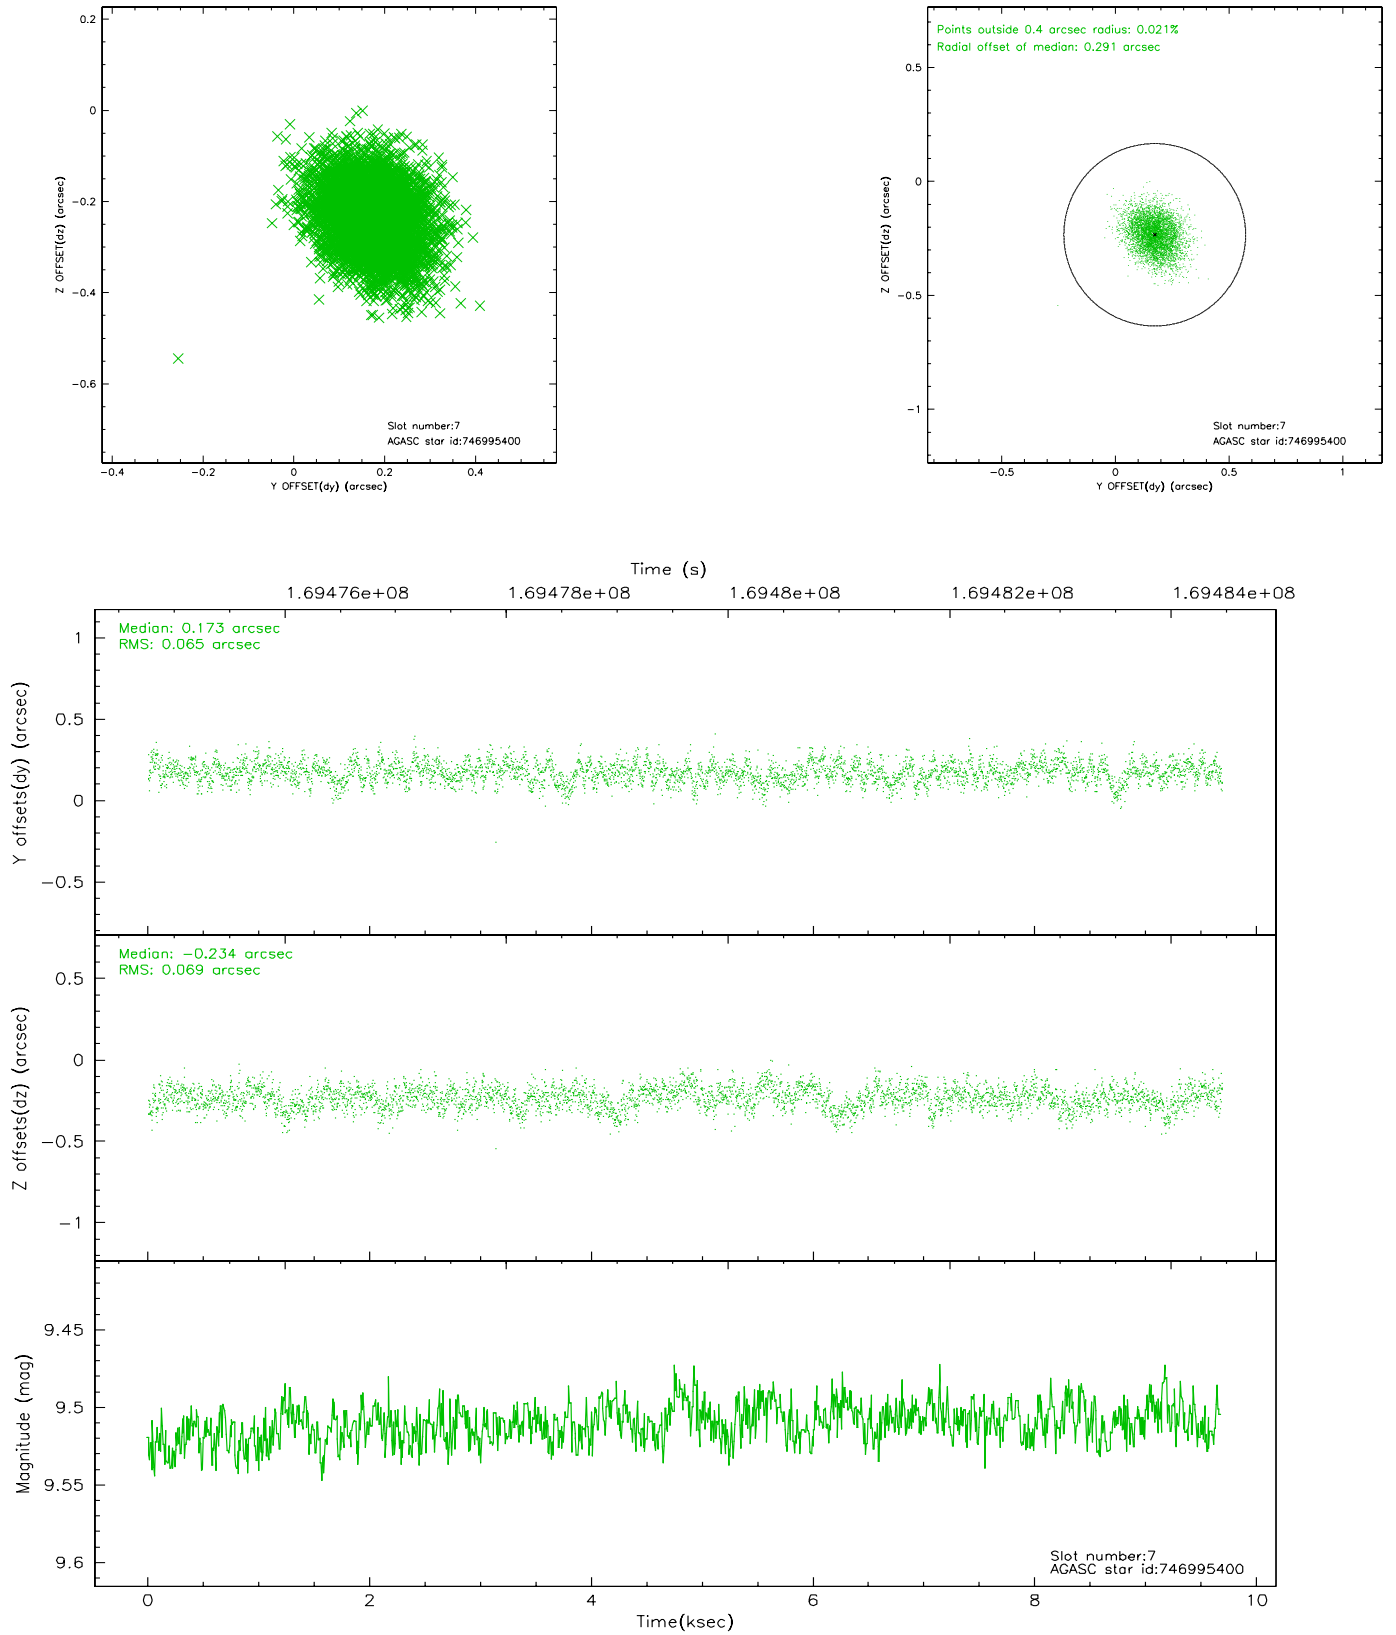 0.2
0
−0.2
−0.4
−0.6
Z OFFSET(dz) (arcsec)
−0.4 −0.2 0 0.2 0.4
Y OFFSET(dy) (arcsec)
Slot number:7
AGASC star id:746995400
Points outside 0.4 arcsec radius: 0.021%
Radial offset of median: 0.291 arcsec
0.5
0
−0.5
−1
Z OFFSET(dz) (arcsec)
−0.5 0 0.5 1
Y OFFSET(dy) (arcsec)
Slot number:7
AGASC star id:746995400
Time (s)
1.69476e+08 1.69478e+08 1.6948e+08 1.69482e+08 1.69484e+08
Median: 0.173 arcsec
RMS: 0.065 arcsec
1
0.5
0
−0.5
Y offsets(dy) (arcsec)
Median: −0.234 arcsec
RMS: 0.069 arcsec
0.5
0
−0.5
−1
Z offsets(dz) (arcsec)
9.45
9.5
9.55
9.6
Magnitude (mag)
Slot number:7
AGASC star id:746995400
0 2 4 6 8 10
Time(ksec)